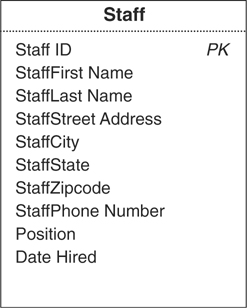 Staff
Staff ID PK
StaffFirst Name
StaffLast Name
StaffStreet Address
StaffCity
StaffState
StaffZipcode
StaffPhone Number
Position
Date Hired